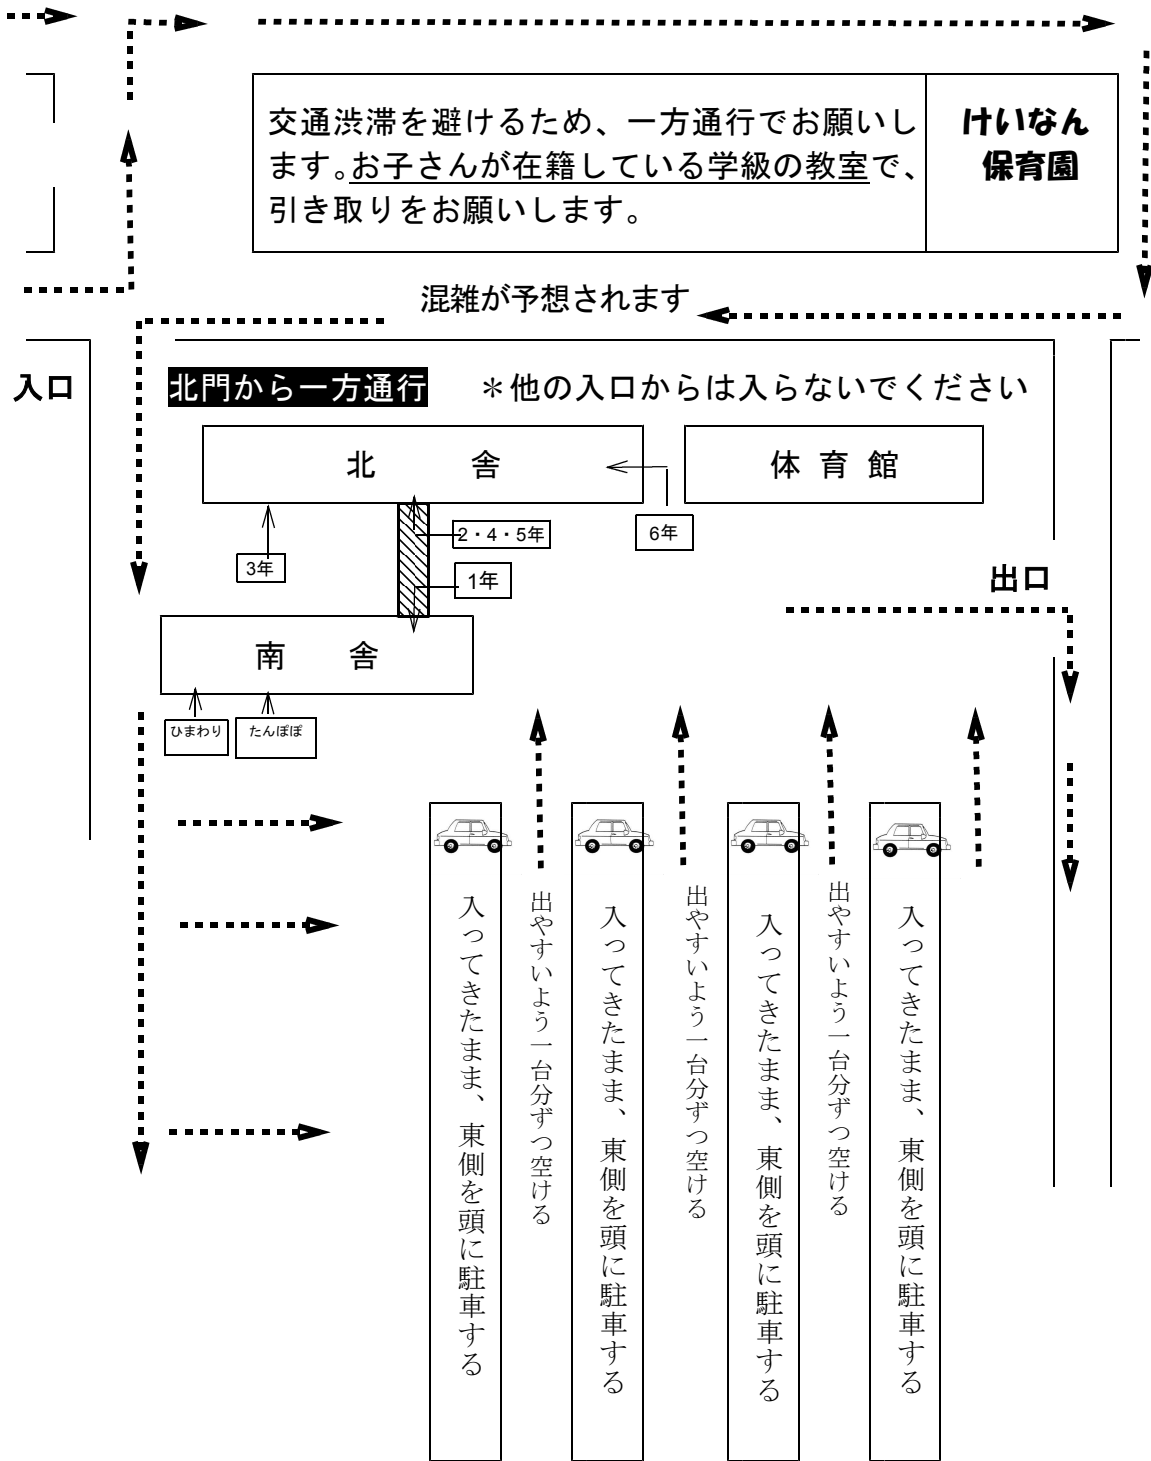 交通渋滞を避けるため、一方通行でお願いし
ます。お子さんが在籍している学級の教室で、
引き取りをお願いします。
けいなん
保育園
混雑が予想されます
入口
北門から一方通行
＊他の入口からは入らないでください
北舎
体育館
2・4・5年
6年
3年
1年
出口
南舎
ひまわり
たんぽぽ
入ってきたまま、東側を頭に駐車する
出やすいよう一台分ずつ空ける
入ってきたまま、東側を頭に駐車する
出やすいよう一台分ずつ空ける
入ってきたまま、東側を頭に駐車する
出やすいよう一台分ずつ空ける
入ってきたまま、東側を頭に駐車する